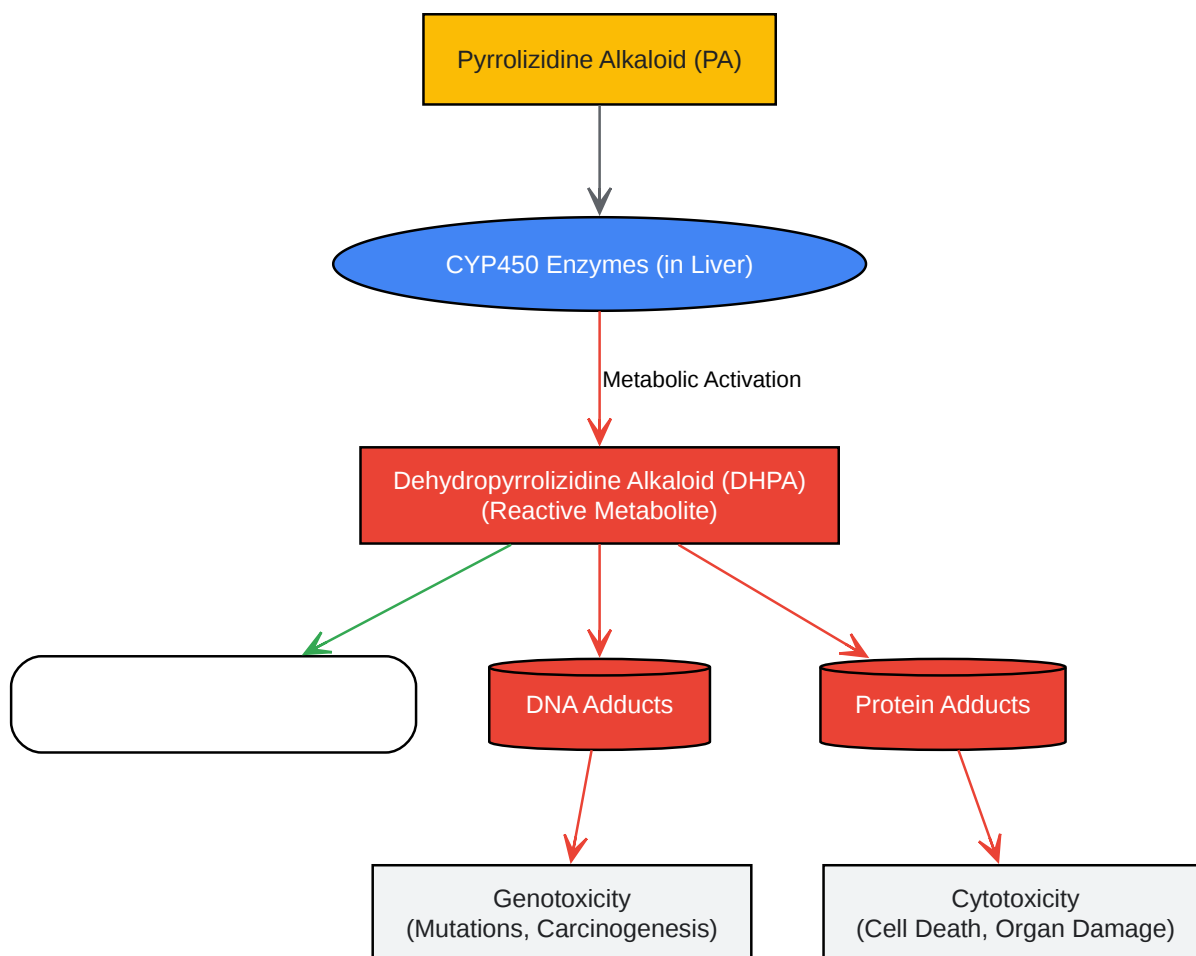 Pyrrolizidine Alkaloid (PA)
CYP450 Enzymes (in Liver)
Metabolic Activation
Dehydropyrrolizidine Alkaloid (DHPA)
(Reactive Metabolite)
DNA Adducts
Protein Adducts
Genotoxicity
(Mutations, Carcinogenesis)
Cytotoxicity
(Cell Death, Organ Damage)